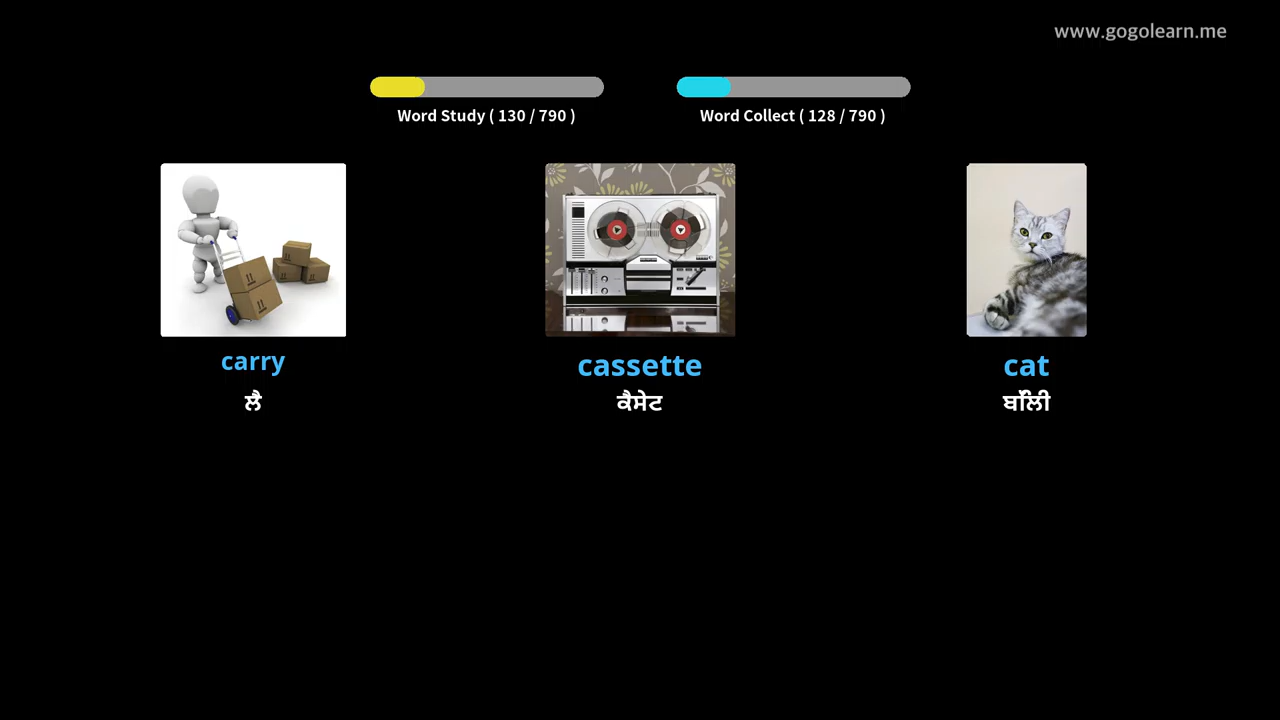 www.gogolearn.me
Word Study ( 130 / 790 )
Word Collect ( 128 / 790 )
carry
cassette
cat
ਲੈ
ਕੈਸੇਟ
ਬਿੱਲੀ